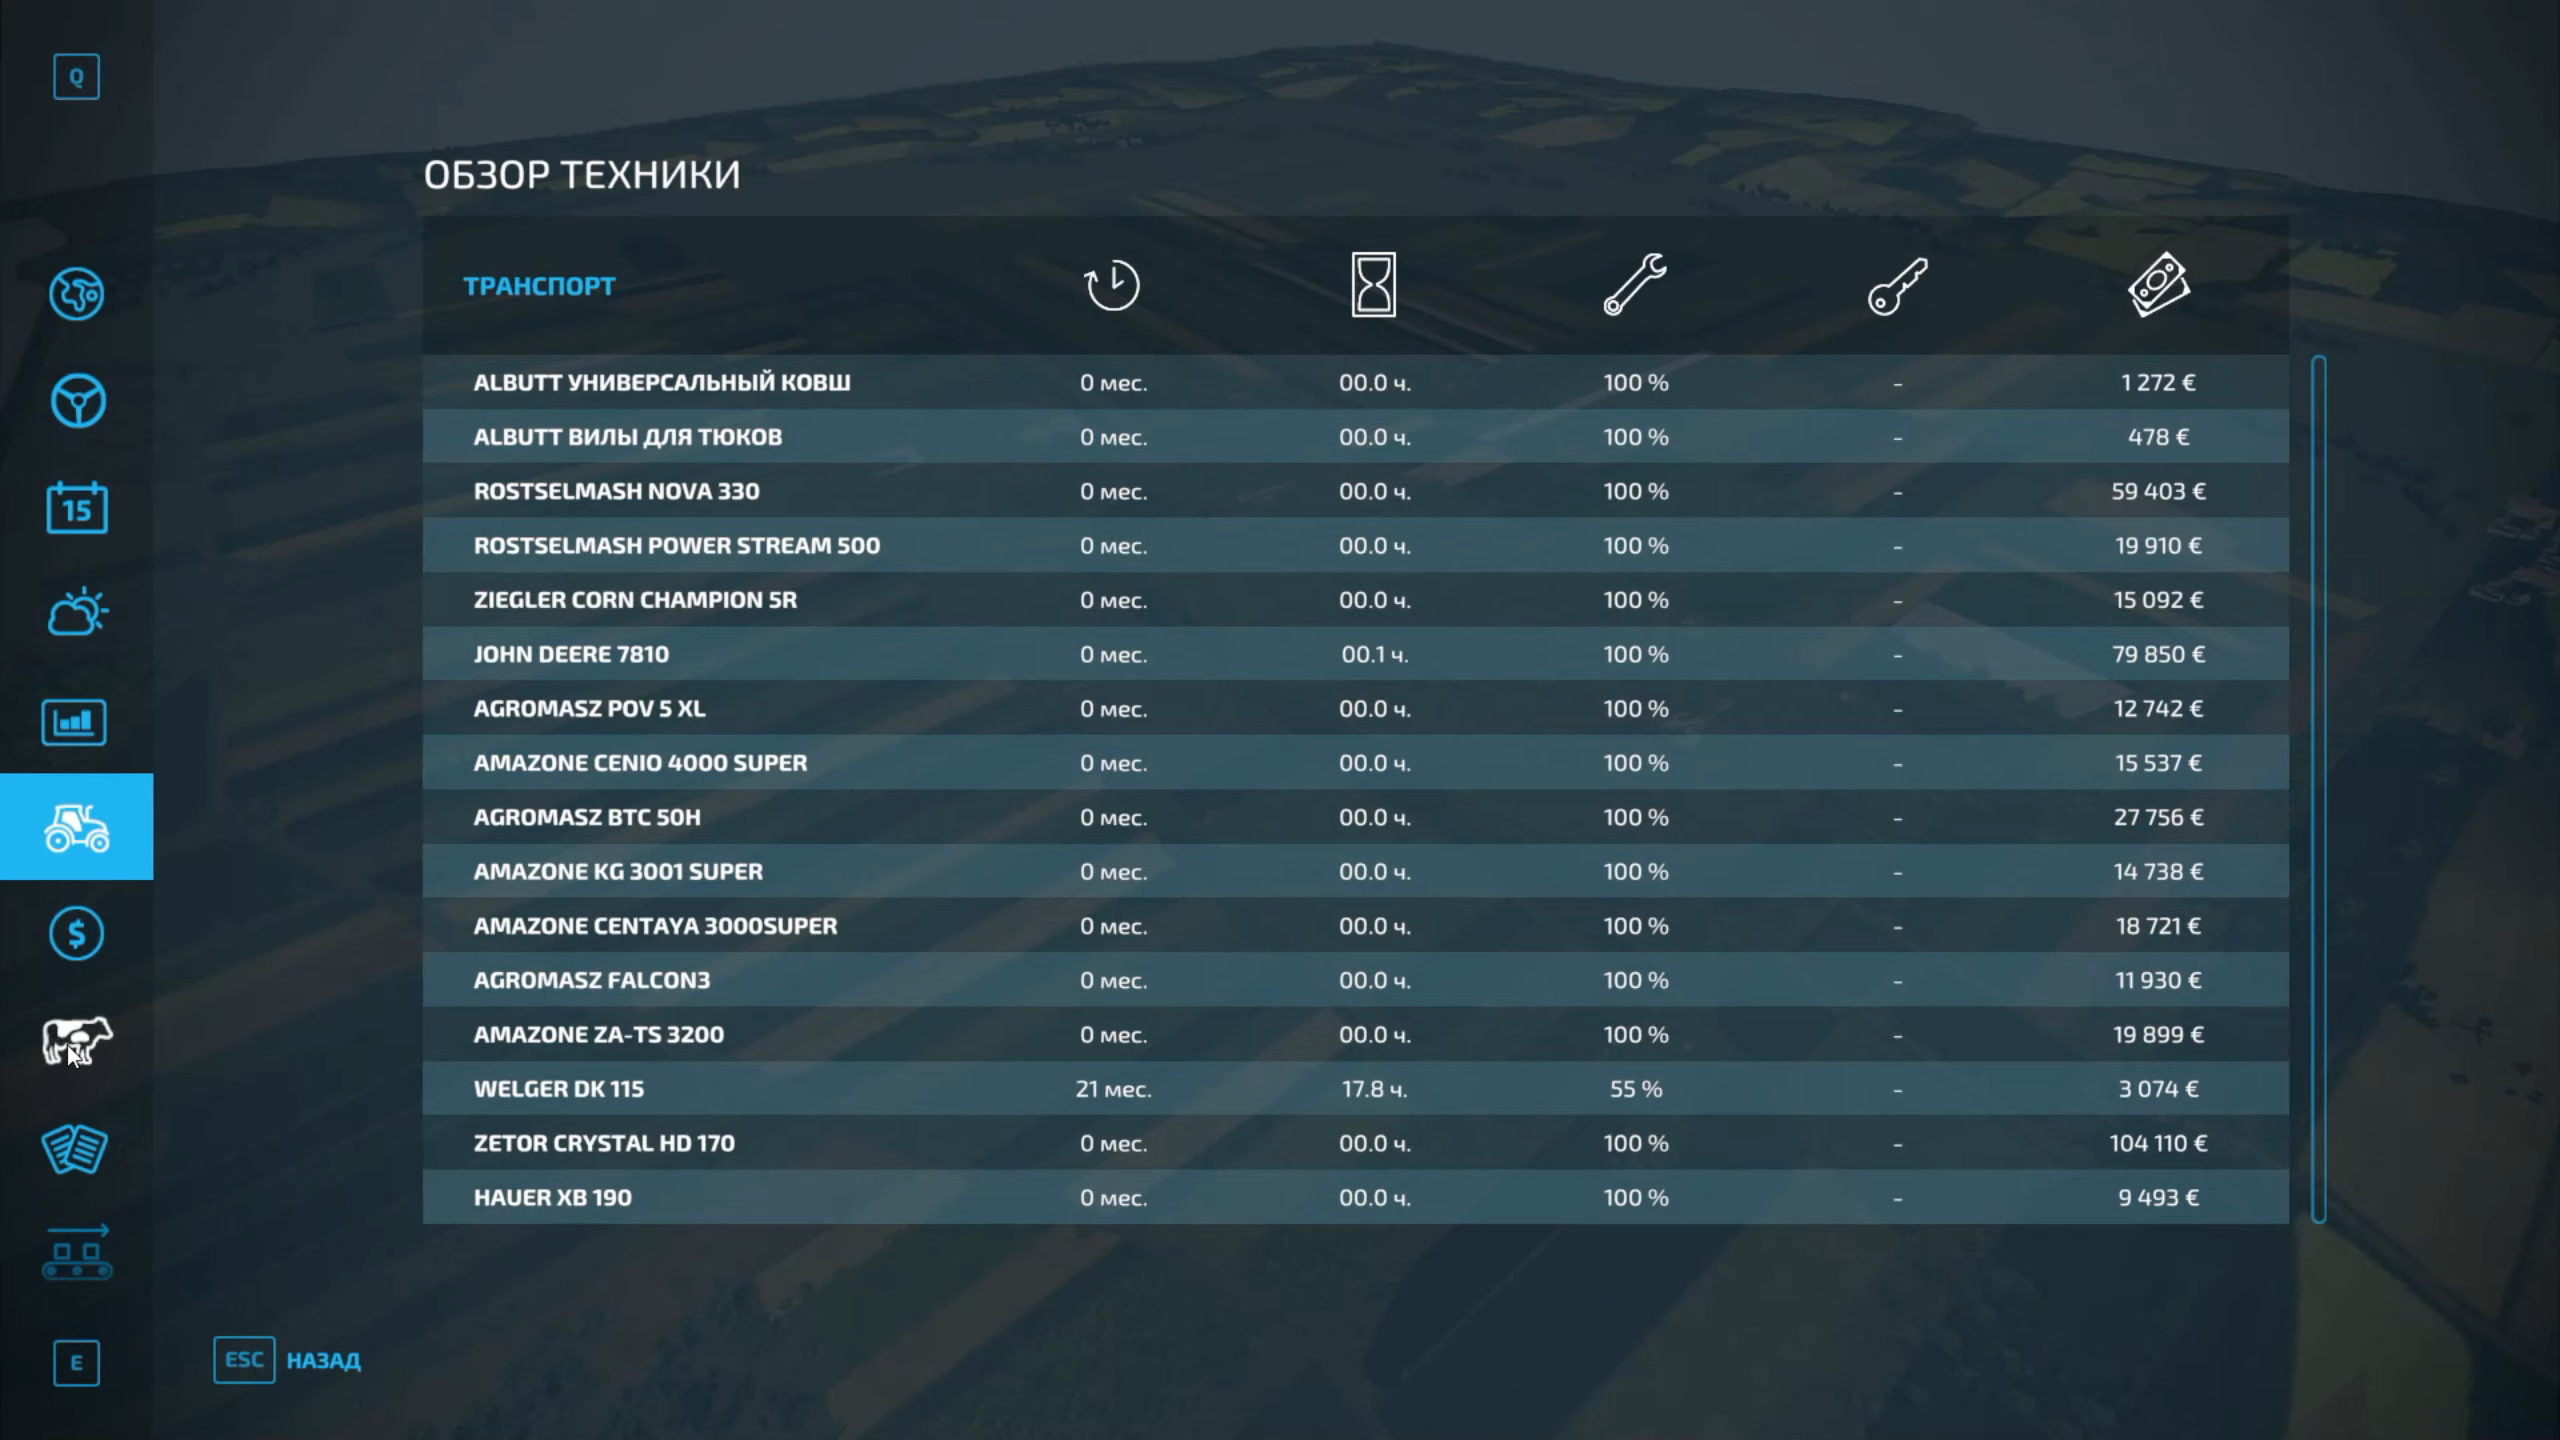 Q
ОБЗОР ТЕХНИКИ
ТРАНСПОРТ
ALBUTT УНИВЕРСАЛЬНЫЙ КОВШ 0 мес. 00.0 ч. 100 % - 1 272 €
ALBUTT ВИЛЫ ДЛЯ ТЮКОВ 0 мес. 00.0 ч. 100 % - 478 €
ROSTSELMASH NOVA 330 0 мес. 00.0 ч. 100 % - 59 403 €
15
ROSTSELMASH POWER STREAM 500 0 мес. 00.0 ч. 100 % - 19 910 €
ZIEGLER CORN CHAMPION 5R 0 мес. 00.0 ч. 100 % - 15 092 €
JOHN DEERE 7810 0 мес. 00.1 ч. 100 % - 79 850 €
AGROMASZ POV 5 XL 0 мес. 00.0 ч. 100 % - 12 742 €
AMAZONE CENIO 4000 SUPER 0 мес. 00.0 ч. 100 % - 15 537 €
AGROMASZ BTC 50H 0 мес. 00.0 ч. 100 % - 27 756 €
AMAZONE KG 3001 SUPER 0 мес. 00.0 ч. 100 % - 14 738 €
AMAZONE CENTAYA 3000SUPER 0 мес. 00.0 ч. 100 % - 18 721 €
$
AGROMASZ FALCON3 0 мес. 00.0 ч. 100 % - 11 930 €
AMAZONE ZA-TS 3200 0 мес. 00.0 ч. 100 % - 19 899 €
WELGER DK 115 21 мес. 17.8 ч. 55 % - 3 074 €
ZETOR CRYSTAL HD 170 0 мес. 00.0 ч. 100 % - 104 110 €
HAUER XB 190 0 мес. 00.0 ч. 100 % - 9 493 €
E
ESC НАЗАД